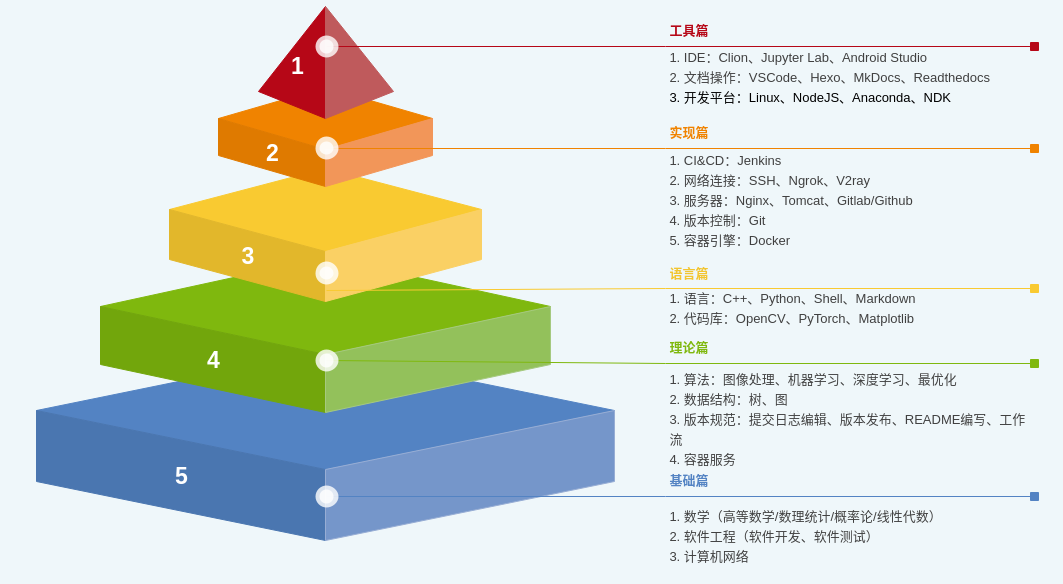 1
2
3
4
5
工具篇
1. IDE：Clion、Jupyter Lab、Android Studio
2. 文档操作：VSCode、Hexo、MkDocs、Readthedocs
3. 开发平台：Linux、NodeJS、Anaconda、NDK
实现篇
1. CI&CD：Jenkins
2. 网络连接：SSH、Ngrok、V2ray
3. 服务器：Nginx、Tomcat、Gitlab/Github
4. 版本控制：Git
5. 容器引擎：Docker
语言篇
1. 语言：C++、Python、Shell、Markdown
2. 代码库：OpenCV、PyTorch、Matplotlib
理论篇
1. 算法：图像处理、机器学习、深度学习、最优化
2. 数据结构：树、图
3. 版本规范：提交日志编辑、版本发布、README编写、工作
流
4. 容器服务
基础篇
1. 数学（高等数学/数理统计/概率论/线性代数）
2. 软件工程（软件开发、软件测试）
3. 计算机网络